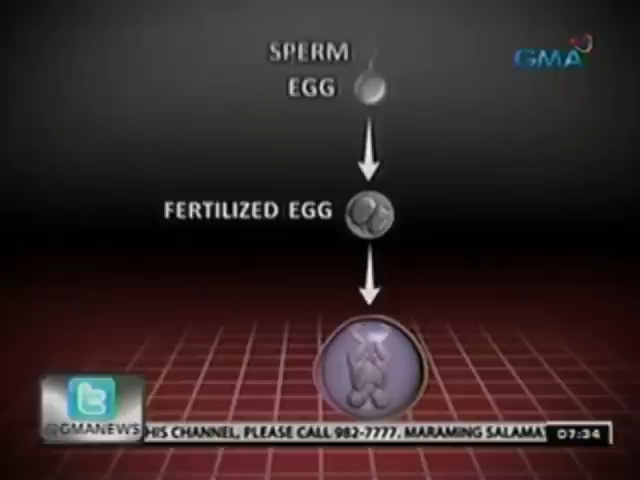 SPERM
EGG
GMA
FERTILIZED EGG
@GMANEWS
HIS CHANNEL, PLEASE CALL 982-7777. MARAMING SALAMA
07:34